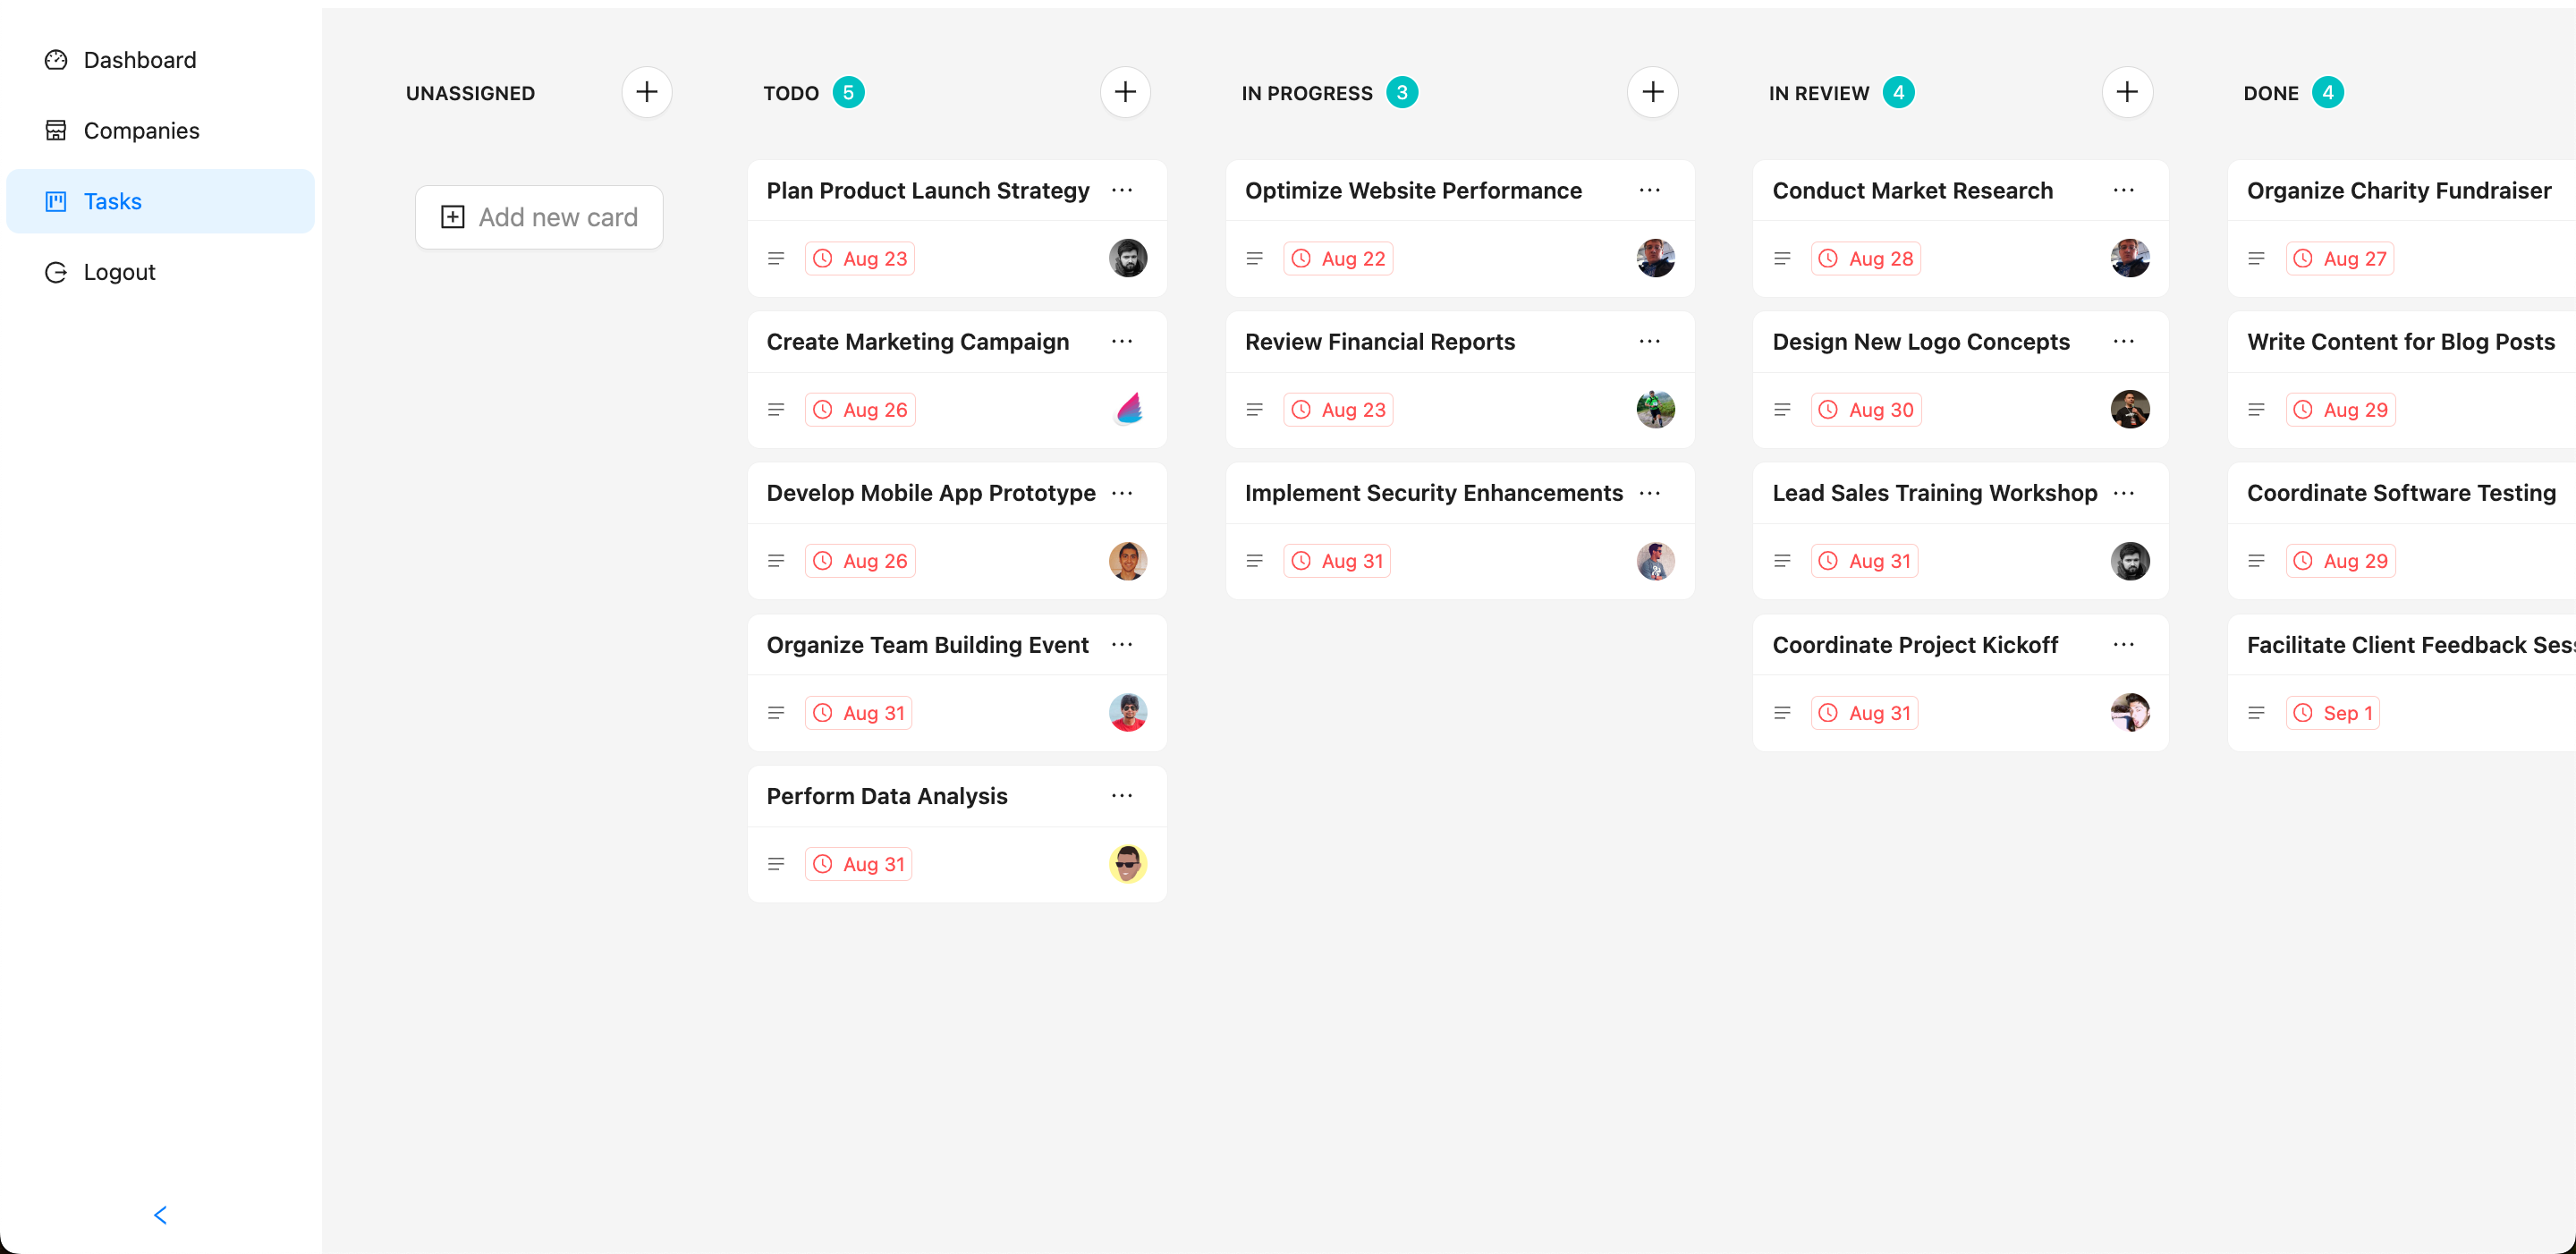 Dashboard
Companies
Tasks
Logout
UNASSIGNED
Add new card
TODO 5
Plan Product Launch Strategy
Aug 23
Create Marketing Campaign
Aug 26
Develop Mobile App Prototype
Aug 26
Organize Team Building Event
Aug 31
Perform Data Analysis
Aug 31
IN PROGRESS 3
Optimize Website Performance
Aug 22
Review Financial Reports
Aug 23
Implement Security Enhancements
Aug 31
IN REVIEW 4
Conduct Market Research
Aug 28
Design New Logo Concepts
Aug 30
Lead Sales Training Workshop
Aug 31
Coordinate Project Kickoff
Aug 31
DONE 4
Organize Charity Fundraiser
Aug 27
Write Content for Blog Posts
Aug 29
Coordinate Software Testing
Aug 29
Facilitate Client Feedback
Sep 1